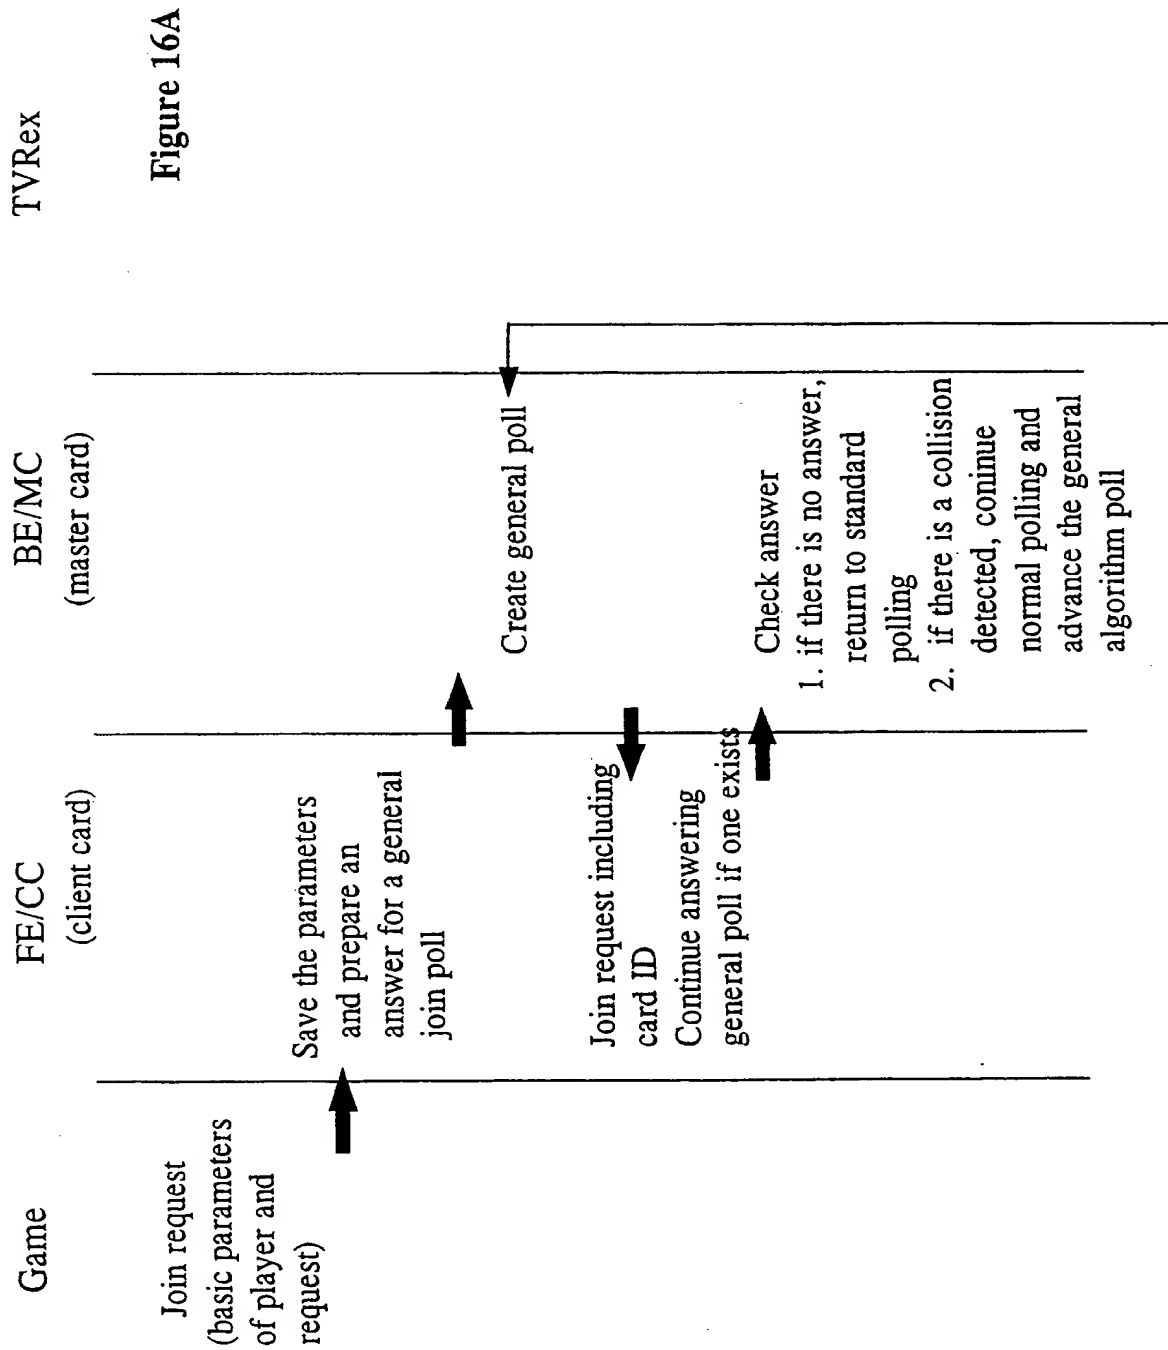 Game
FE/CC
(client card)
BE/MC
(master card)
TVRex
Figure 16A
Join request
(basic parameters
of player and
request)
Save the parameters
and prepare an
answer for a general
join poll
Create general poll
Join request including
card ID
Continue answering
general poll if one exists
Check answer
1. if there is no answer,
return to standard
polling
2. if there is a collision
detected, coninue
normal polling and
advance the general
algorithm poll